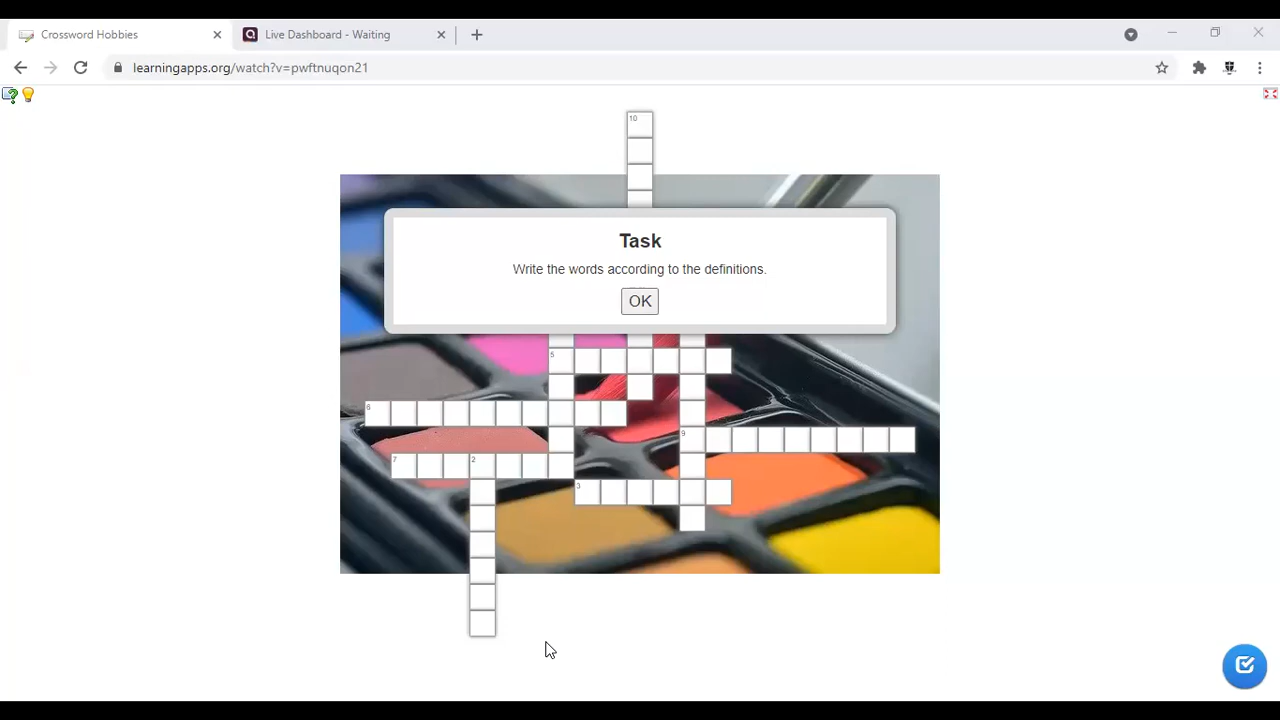 Crossword Hobbies
Live Dashboard - Waiting
learningapps.org/watch?v=pwftnuqon21
10
Task
Write the words according to the definitions.
OK
5
6
9
7
2
3